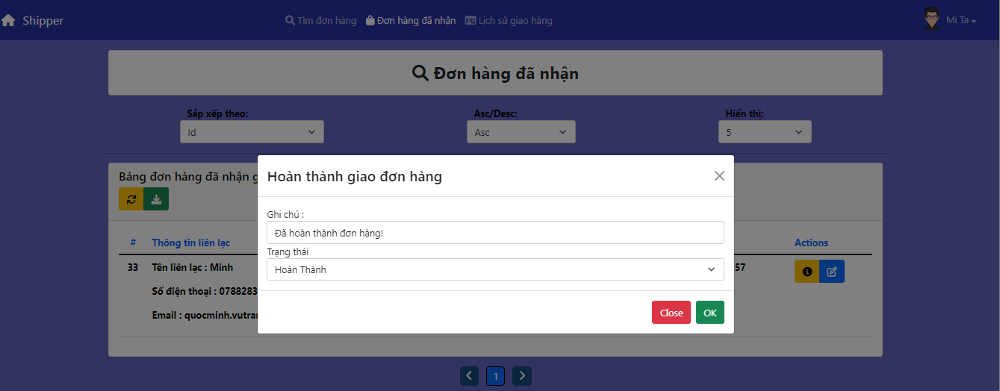 Shipper
Tìm đơn hàng
Đơn hàng đã nhận
Lịch sử giao hàng
Mi Ta
Đơn hàng đã nhận
Sắp xếp theo:
Asc/Desc:
Hiển thị:
Id
Asc
5
Bảng đơn hàng đã nhận g
Hoàn thành giao đơn hàng
Ghi chú :
Đã hoàn thành đơn hàng!
Trạng thái
Hoàn Thành
Close
OK
# Thông tin liên lạc
Actions
33 Tên liên lạc : Minh
57
Số điện thoại : 0788283
Email : quocminh.vutra
1